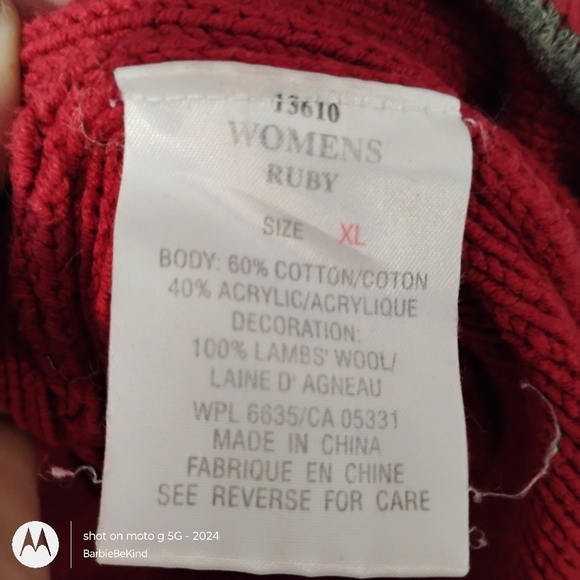 13610
WOMENS
RUBY
SIZE XL
BODY: 60% COTTON/COTON
40% ACRYLIC/ACRYLIQUE
DECORATION:
100% LAMBS' WOOL/
LAINE D' AGNEAU
WPL 6635/CA 05331
MADE IN CHINA
FABRIQUE EN CHINE
SEE REVERSE FOR CARE
shot on moto g 5G - 2024
BarbieBeKind